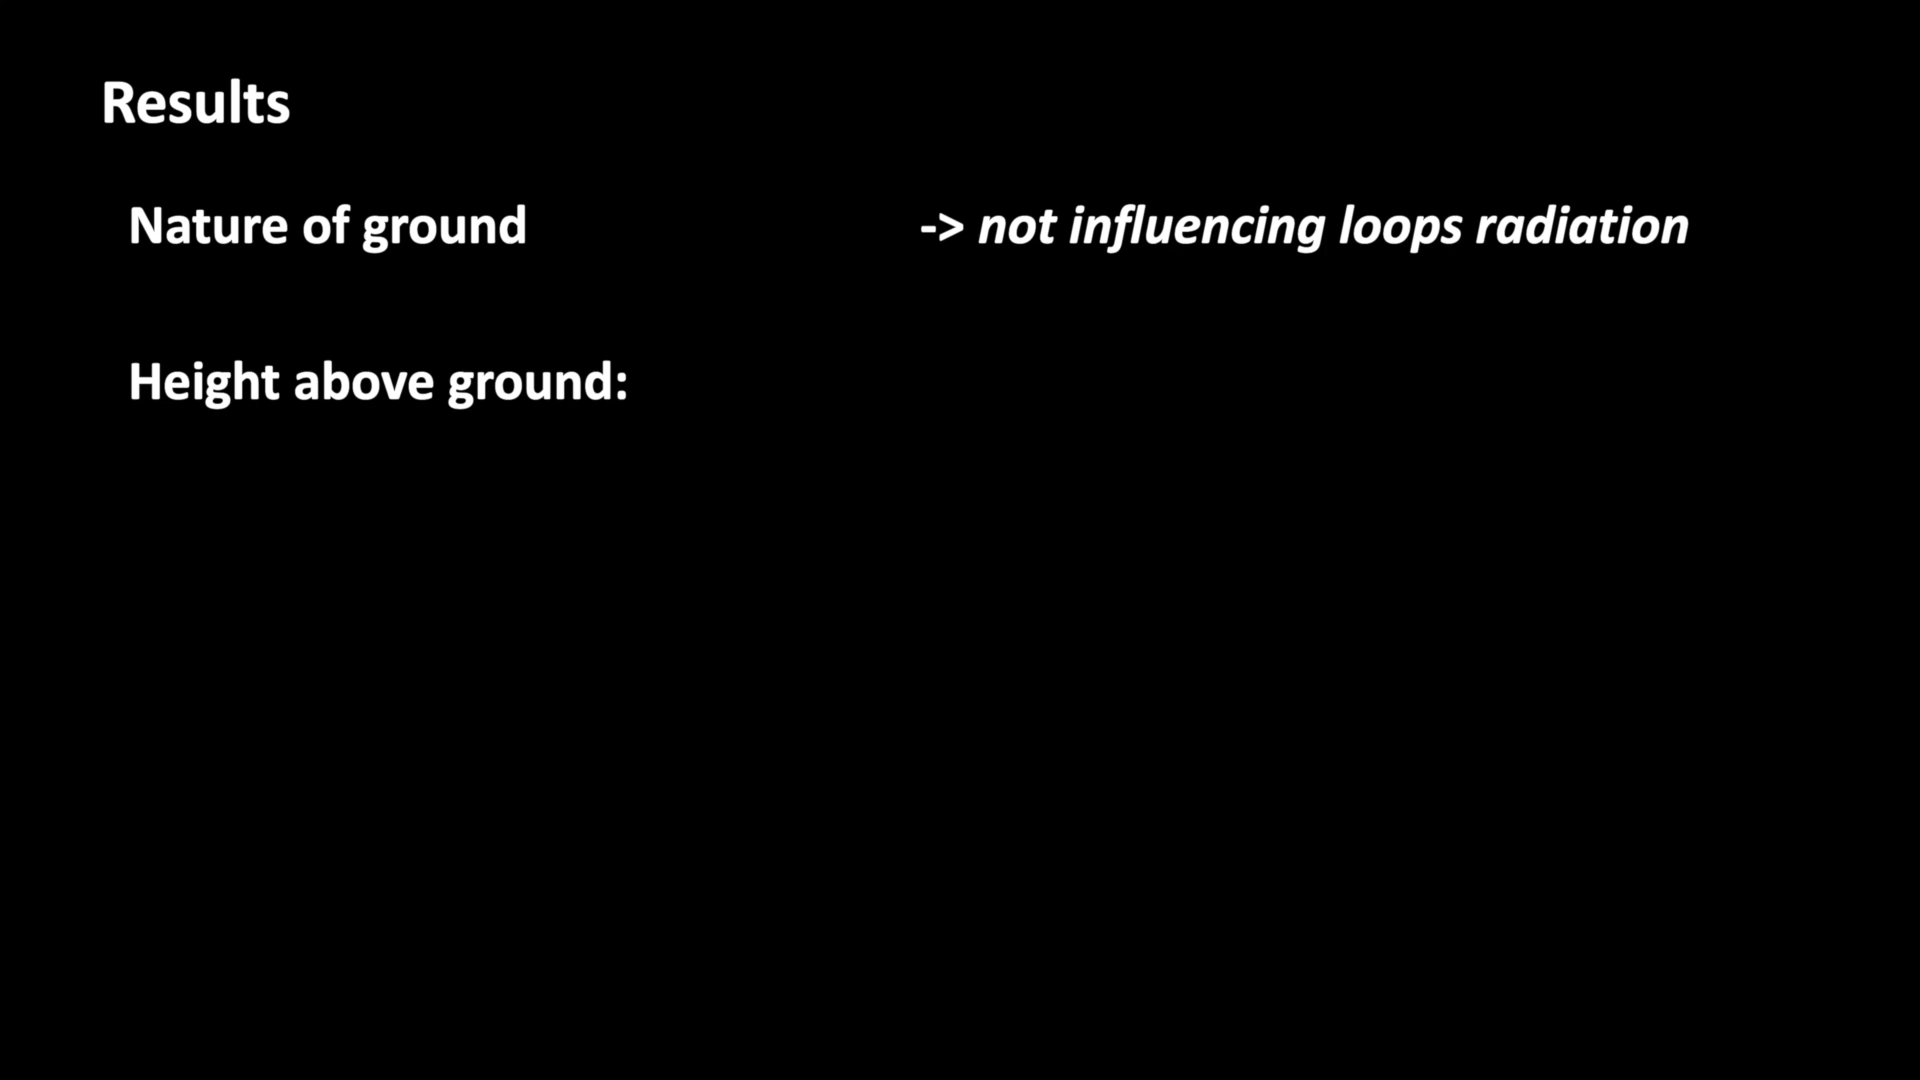 Results
Nature of ground -> not influencing loops radiation
Height above ground: